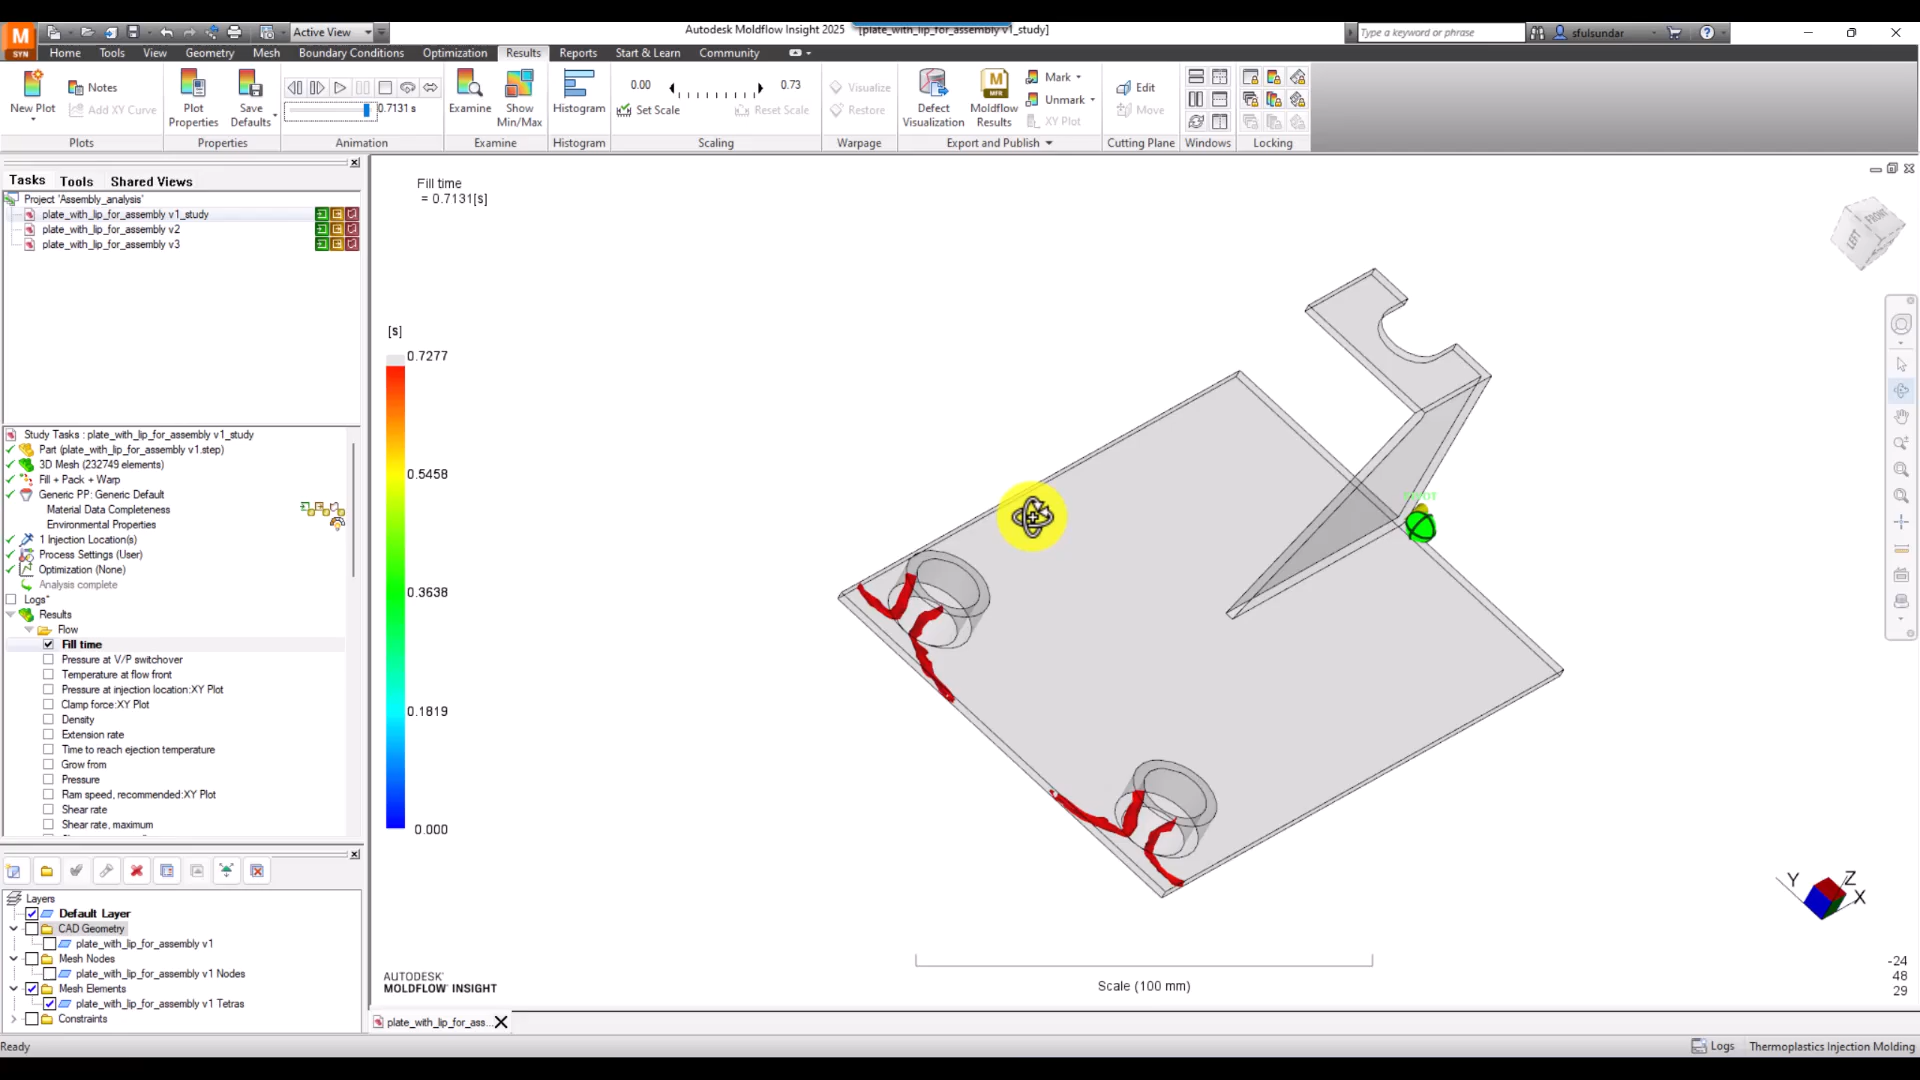 M
SYN
Active View
Autodesk Moldflow Insight 2025
[plate_with_lip_for_assembly v1_study]
Type a keyword or phrase
sfulsundar
Home
Tools
View
Geometry
Mesh
Boundary Conditions
Optimization
Results
Reports
Start & Learn
Community
New Plot
Notes
Add XY Curve
Plots
Plot
Properties
Save
Defaults
Properties
0.7131 s
Animation
Examine
Show
Min/Max
Examine
Histogram
Histogram
0.00
0.73
Set Scale
Reset Scale
Scaling
Visualize
Restore
Warpage
Defect
Visualization
Moldflow
Results
Mark
Unmark
XY Plot
Export and Publish
Edit
Move
Cutting Plane
Windows
Locking
Tasks
Tools
Shared Views
Project 'Assembly_analysis'
plate_with_lip_for_assembly v1_study
plate_with_lip_for_assembly v2
plate_with_lip_for_assembly v3
Study Tasks : plate_with_lip_for_assembly v1_study
Part (plate_with_lip_for_assembly v1.step)
3D Mesh (232749 elements)
Fill + Pack + Warp
Generic PP: Generic Default
Material Data Completeness
Environmental Properties
1 Injection Location(s)
Process Settings (User)
Optimization (None)
Analysis complete
Logs*
Results
Flow
Fill time
Pressure at V/P switchover
Temperature at flow front
Pressure at injection location:XY Plot
Clamp force:XY Plot
Density
Extension rate
Time to reach ejection temperature
Grow from
Pressure
Ram speed, recommended:XY Plot
Shear rate
Shear rate, maximum
Layers
Default Layer
CAD Geometry
plate_with_lip_for_assembly v1
Mesh Nodes
plate_with_lip_for_assembly v1 Nodes
Mesh Elements
plate_with_lip_for_assembly v1 Tetras
Constraints
Fill time
= 0.7131[s]
[s]
0.7277
0.5458
0.3638
0.1819
0.000
FRONT
LEFT
Y
Z
X
-24
48
29
AUTODESK
MOLDFLOW INSIGHT
Scale (100 mm)
plate_with_lip_for_ass...
Ready
Logs
Thermoplastics Injection Molding